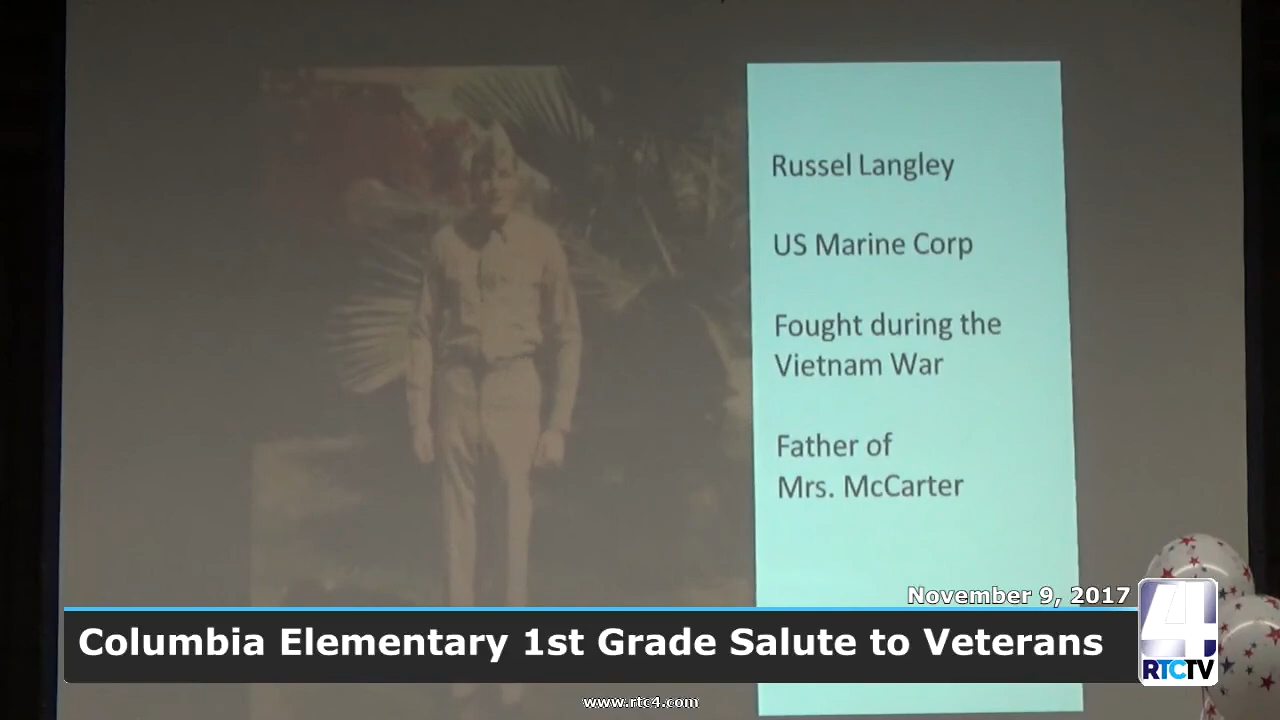 Russel Langley
US Marine Corp
Fought during the
Vietnam War
Father of
Mrs. McCarter
November 9, 2017
Columbia Elementary 1st Grade Salute to Veterans
4
RTCTV
www.rtc4.com